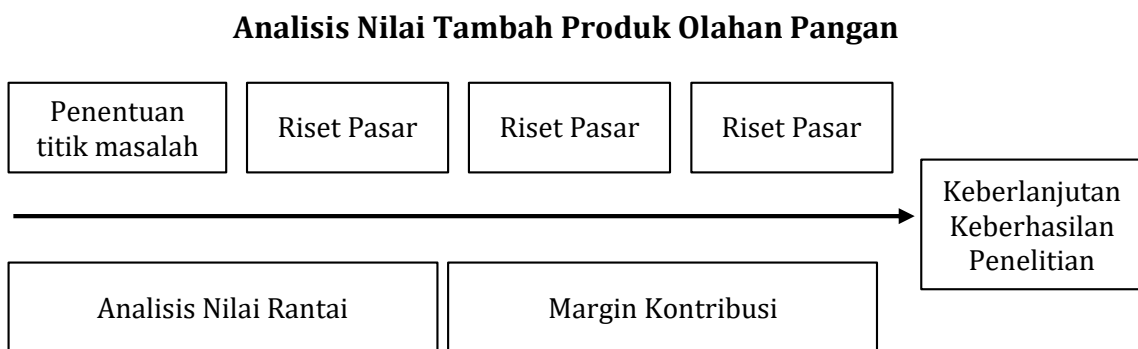 Analisis Nilai Tambah Produk Olahan Pangan
Penentuan
titik masalah
Riset Pasar
Riset Pasar
Riset Pasar
Keberlanjutan
Keberhasilan
Penelitian
Analisis Nilai Rantai
Margin Kontribusi